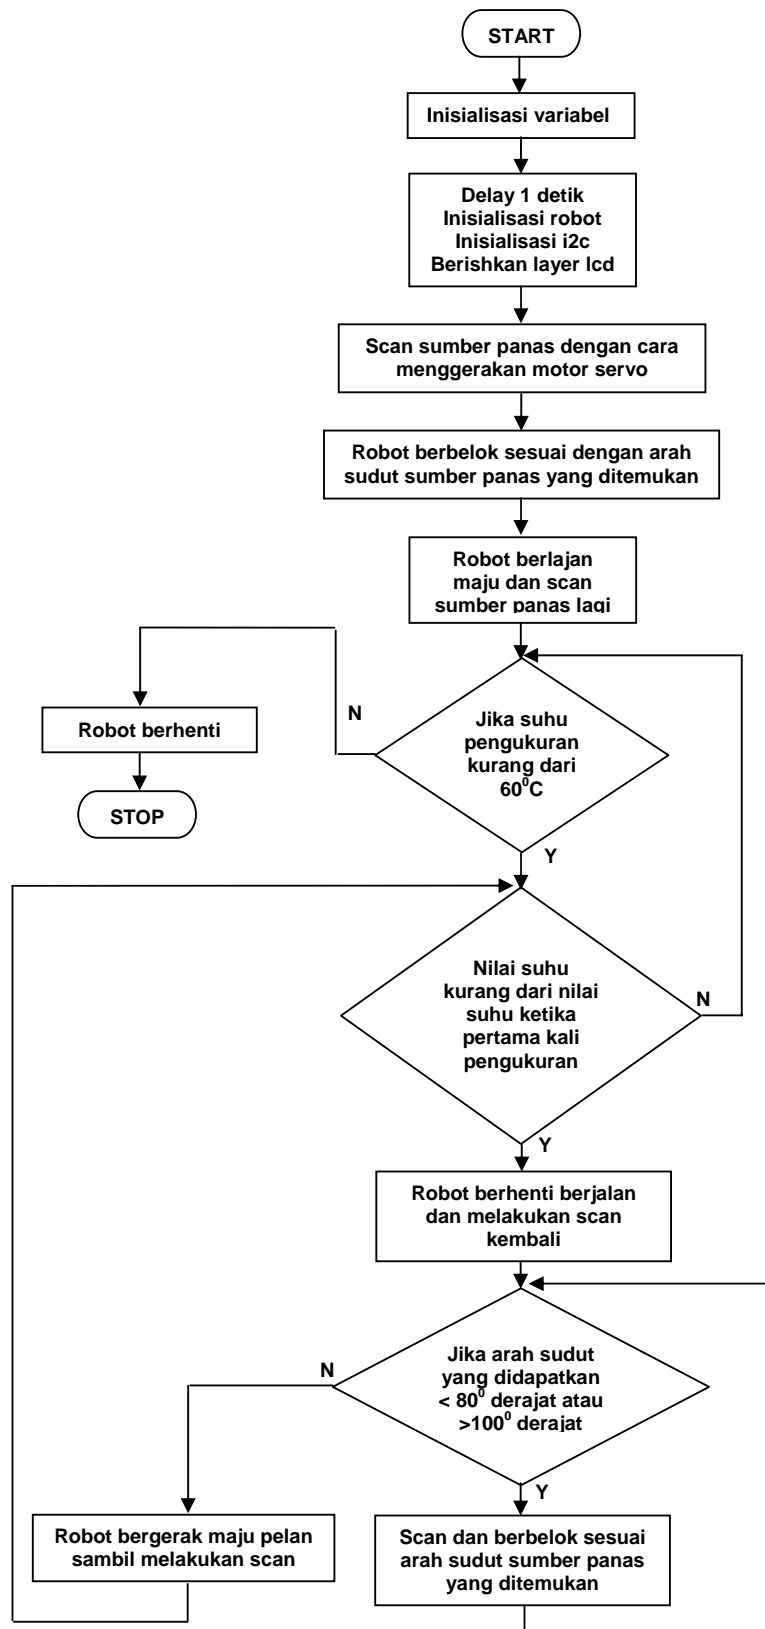 START
Inisialisasi variabel
Delay 1 detik
Inisialisasi robot
Inisialisasi i2c
Berishkan layer lcd
Scan sumber panas dengan cara
menggerakan motor servo
Robot berbelok sesuai dengan arah
sudut sumber panas yang ditemukan
Robot berlajan
maju dan scan
sumber panas lagi
N
Jika suhu
pengukuran
kurang dari
60⁰C
Robot berhenti
STOP
Y
Nilai suhu
kurang dari nilai
suhu ketika
pertama kali
pengukuran
N
Y
Robot berhenti berjalan
dan melakukan scan
kembali
N
Jika arah sudut
yang didapatkan
< 80⁰ derajat atau
>100⁰ derajat
Y
Robot bergerak maju pelan
sambil melakukan scan
Scan dan berbelok sesuai
arah sudut sumber panas
yang ditemukan